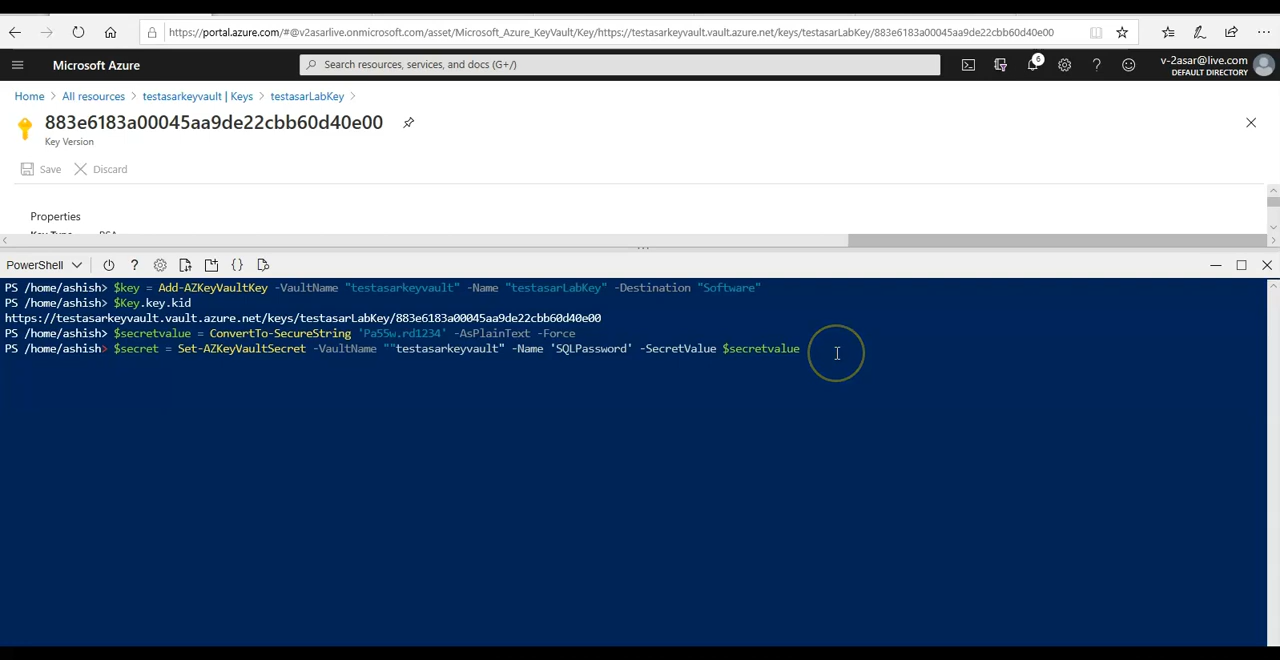 https://portal.azure.com/#@v2asarlive.onmicrosoft.com/asset/Microsoft_Azure_KeyVault/Key/https://testasarkeyvault.vault.azure.net/keys/testasarLabKey/883e6183a00045aa9de22cbb60d40e00
Microsoft Azure
Search resources, services, and docs (G+/)
6
v-2asar@live.com
DEFAULT DIRECTORY
Home > All resources > testasarkeyvault | Keys > testasarLabKey >
883e6183a00045aa9de22cbb60d40e00
Key Version
Save Discard
Properties
PowerShell
PS /home/ashish> $key = Add-AZKeyVaultKey -VaultName "testasarkeyvault" -Name "testasarLabKey" -Destination "Software"
PS /home/ashish> $Key.key.kid
https://testasarkeyvault.vault.azure.net/keys/testasarLabKey/883e6183a00045aa9de22cbb60d40e00
PS /home/ashish> $secretvalue = ConvertTo-SecureString 'Pa55w.rd1234' -AsPlainText -Force
PS /home/ashish> $secret = Set-AZKeyVaultSecret -VaultName ""testasarkeyvault" -Name 'SQLPassword' -SecretValue $secretvalue